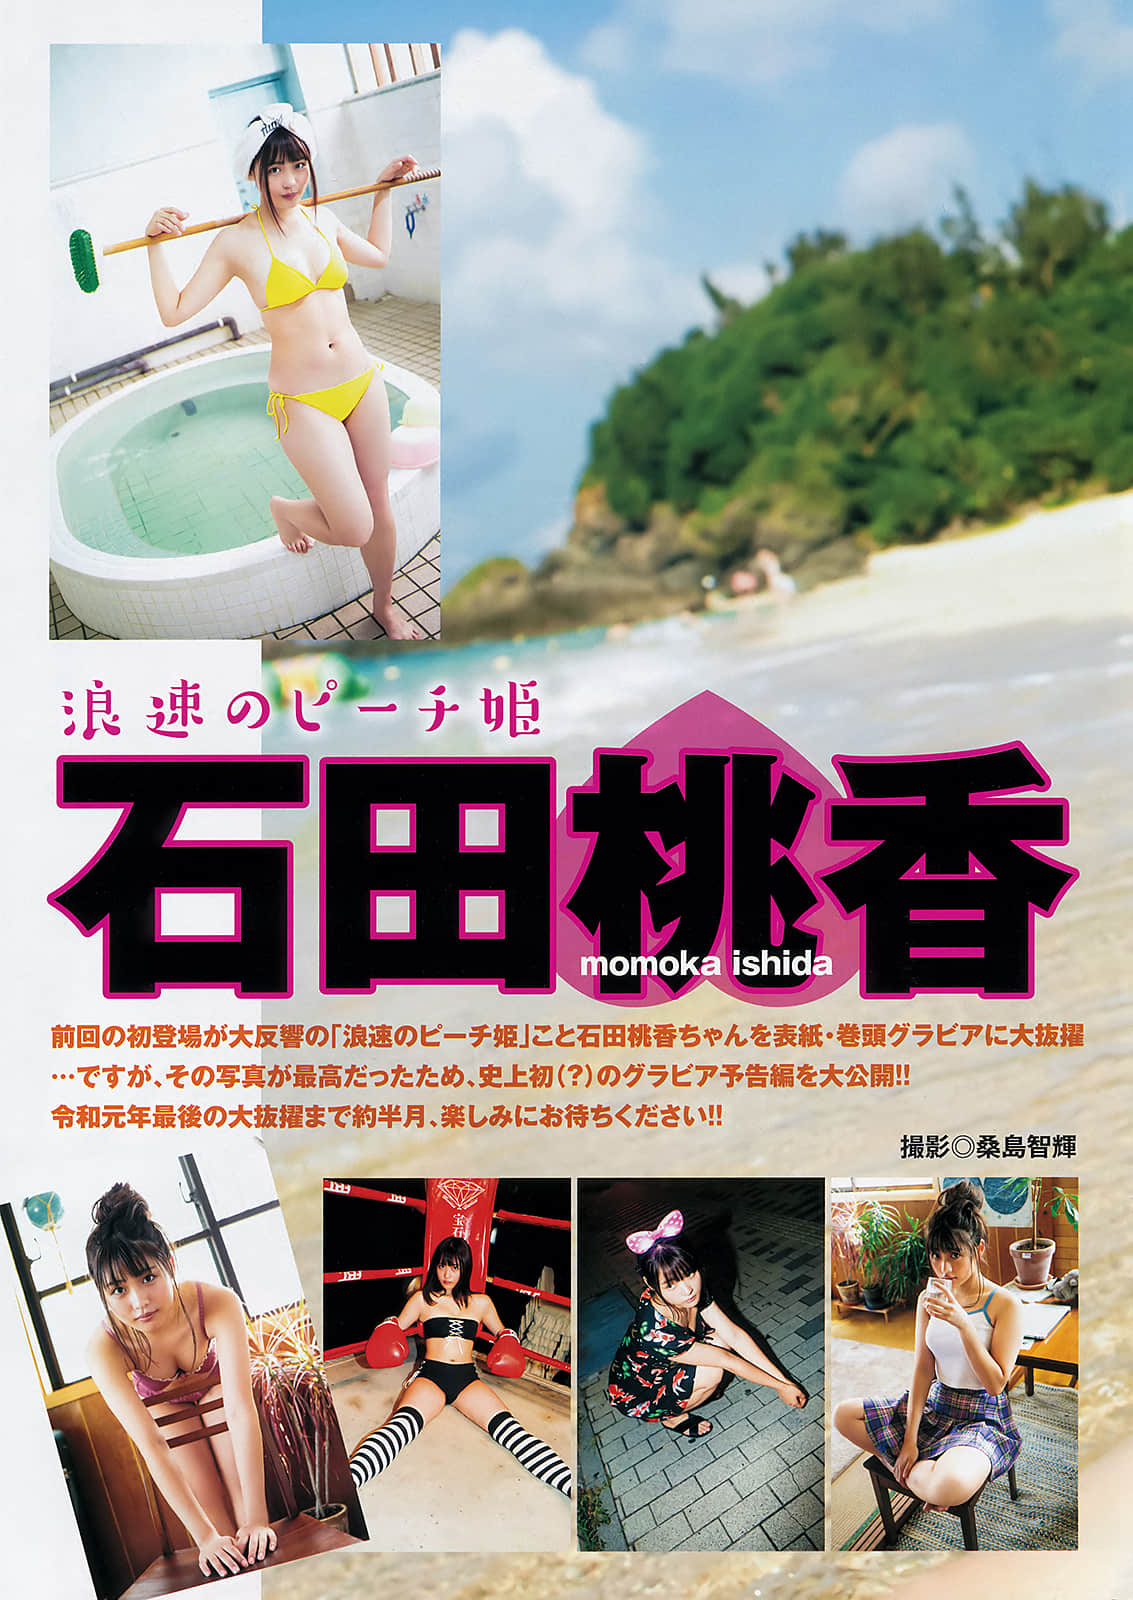 浪速のピーチ姫
石田桃香
momoka ishida
前回の初登場が大反響の「浪速のピーチ姫」こと石田桃香ちゃんを表紙・巻頭グラビアに大抜擢
…ですが、その写真が最高だったため、史上初(?)のグラビア予告編を大公開!!
令和元年最後の大抜擢まで約半月、楽しみにお待ちください!!
撮影◎桑島智輝
宝石